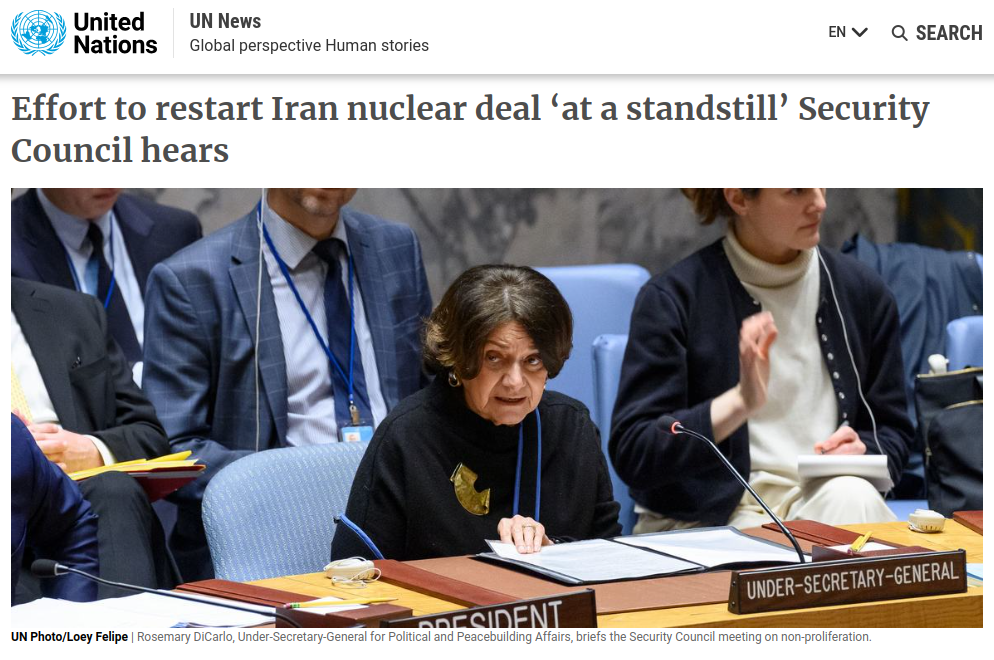 United
Nations
UN News
Global perspective Human stories
EN
SEARCH
Effort to restart Iran nuclear deal ‘at a standstill’ Security
Council hears
UNDER-SECRETARY-GENERAL
PRESIDENT
UN Photo/Loey Felipe | Rosemary DiCarlo, Under-Secretary-General for Political and Peacebuilding Affairs, briefs the Security Council meeting on non-proliferation.